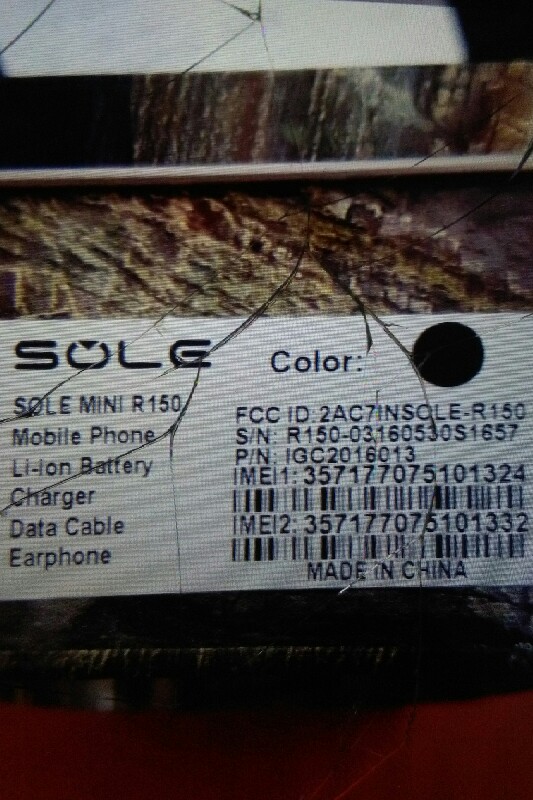 SOLE
Color:
SOLE MINI R150
Mobile Phone
Li-ion Battery
Charger
Data Cable
Earphone
FCC ID 2AC7INSOLE-R150
S/N: R150-03160530S1657
P/N: IGC2016013
IMEI1: 357177075101324
IMEI2: 357177075101332
MADE IN CHINA